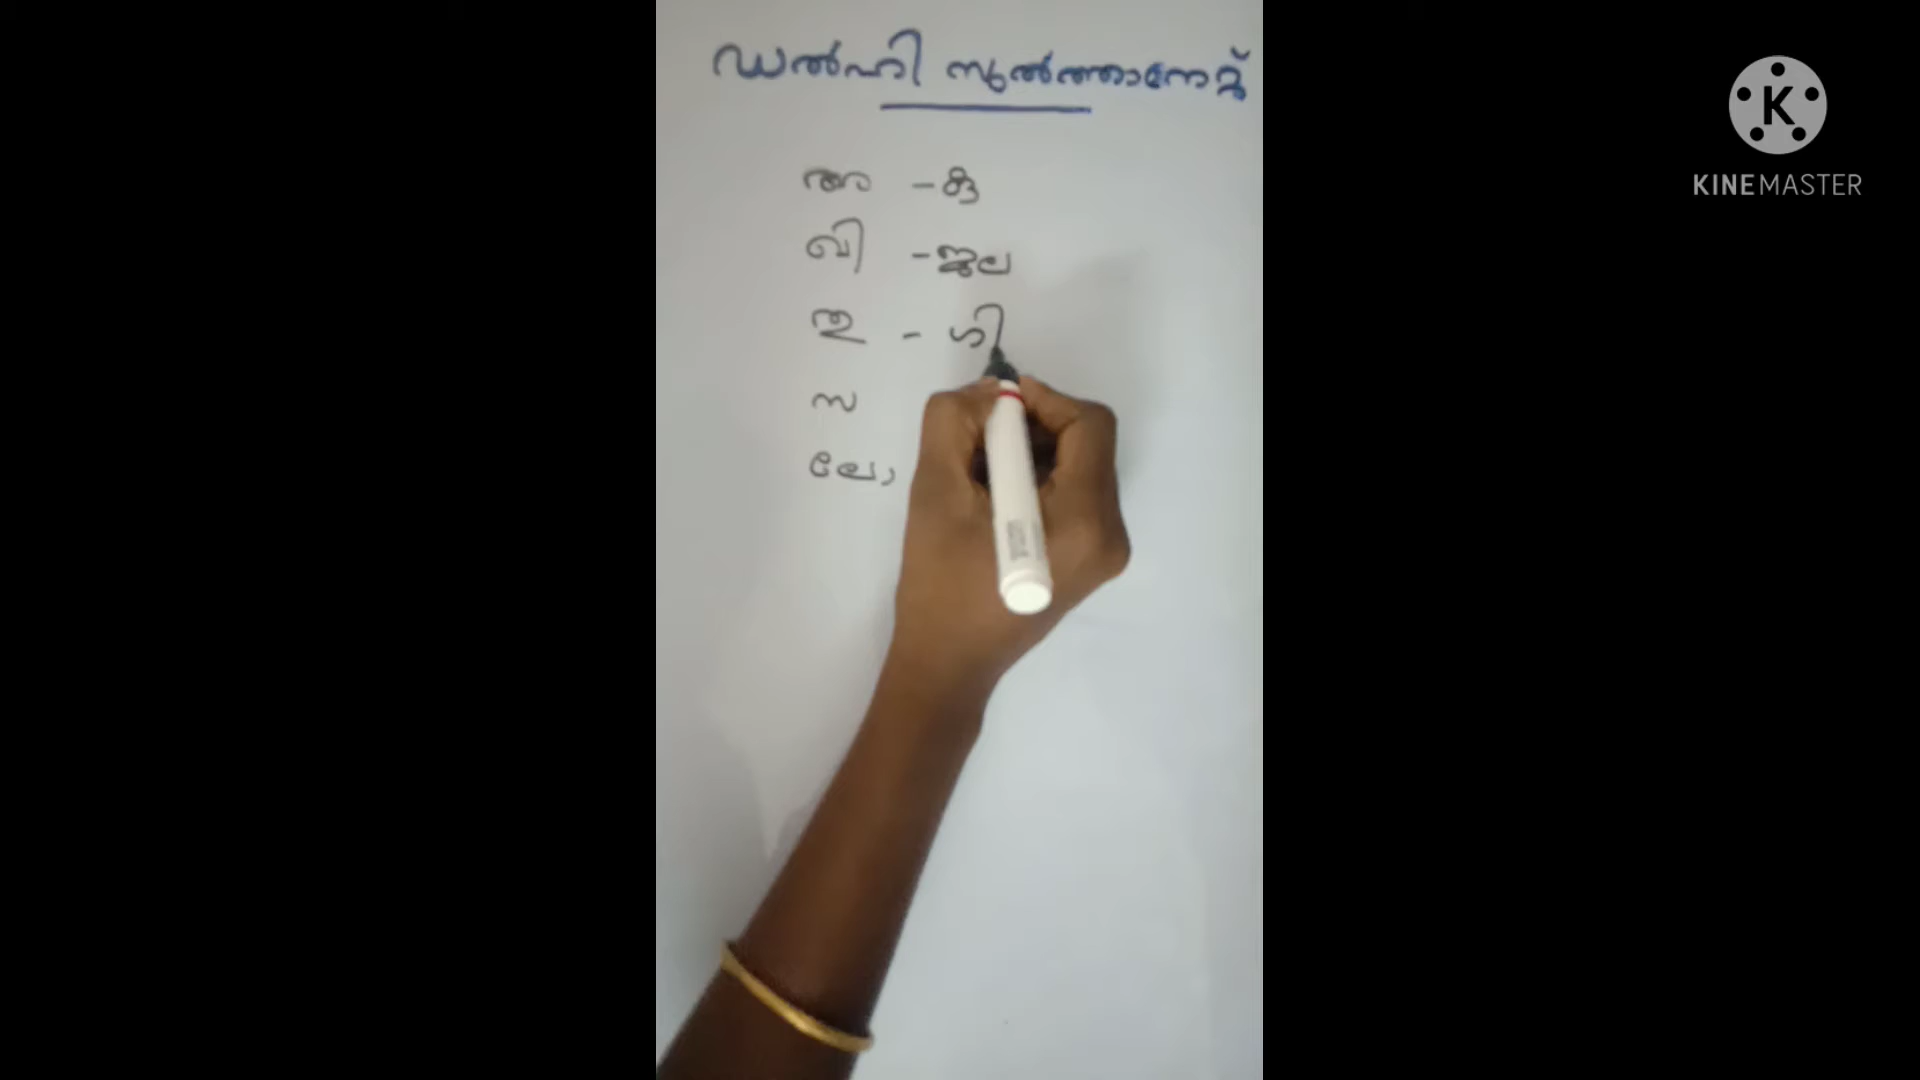 ഡൽഹി സുൽത്താനേറ്റ്
അ - കു
ഖി - ജല
തു - ഗി
സ
ലോ
K
KINEMASTER